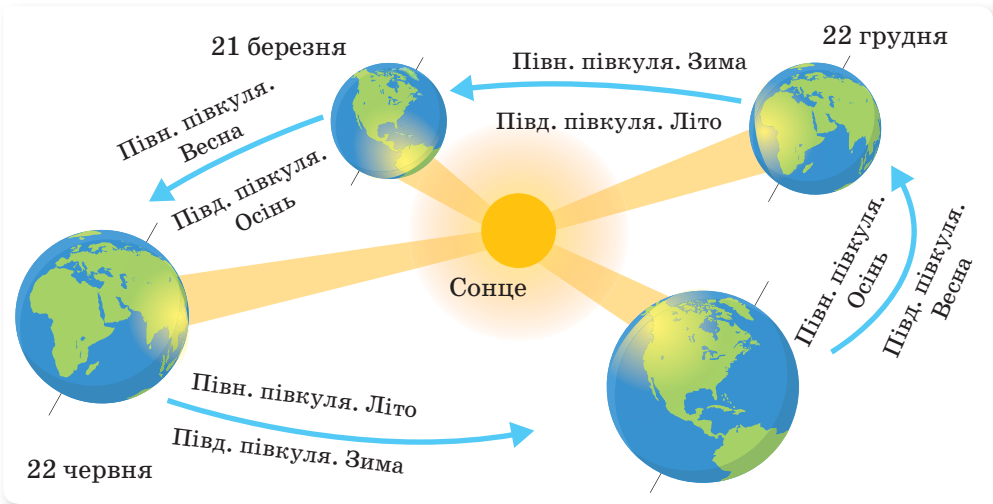 21 березня
22 грудня
Півн. півкуля. Зима
Півд. півкуля. Літо
Півн. півкуля.
Весна
Півд. півкуля.
Осінь
Сонце
Півн. півкуля.
Осінь
Півд. півкуля.
Весна
Півн. півкуля. Літо
Півд. півкуля. Зима
22 червня